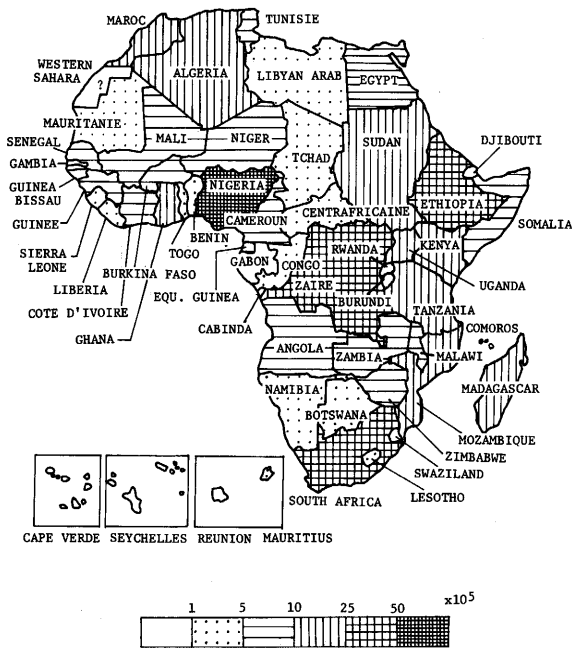 MAROC
TUNISIE
WESTERN
SAHARA
?
ALGERIA
LIBYAN ARAB
EGYPT
MAURITANIE
MALI
NIGER
TCHAD
SUDAN
DJIBOUTI
SENEGAL
GAMBIA
GUINEA
BISSAU
GUINEE
SIERRA
LEONE
LIBERIA
COTE D'IVOIRE
GHANA
BURKINA FASO
TOGO
BENIN
NIGERIA
CAMEROUN
CENTRAFRICAINE
ETHIOPIA
SOMALIA
EQU. GUINEA
GABON
CONGO
ZAIRE
RWANDA
BURUNDI
KENYA
UGANDA
CABINDA
TANZANIA
COMOROS
ANGOLA
ZAMBIA
MALAWI
MADAGASCAR
NAMIBIA
BOTSWANA
MOZAMBIQUE
ZIMBABWE
SWAZILAND
LESOTHO
SOUTH AFRICA
CAPE VERDE SEYCHELLES REUNION MAURITIUS
1 5 10 25 50 x10⁵